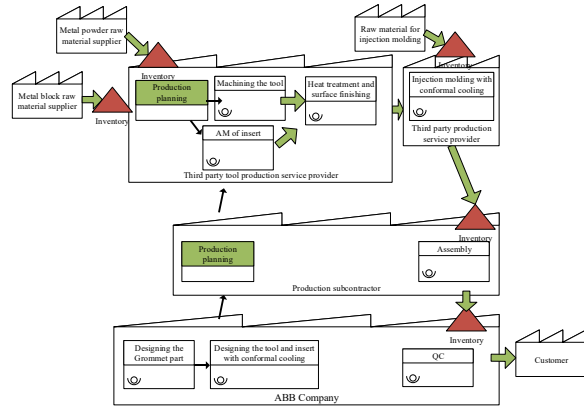 Metal powder raw
material supplier
Raw material for
injection molding
Metal block raw
material supplier
Inventory
Inventory
Inventory
Production
planning
Machining the tool
Heat treatment and
surface finishing
AM of insert
Third party tool production service provider
Injection molding with
conformal cooling
Third party production
service provider
Production
planning
Inventory
Assembly
Production subcontractor
Inventory
Designing the
Grommet part
Designing the tool and insert
with conformal cooling
QC
ABB Company
Customer